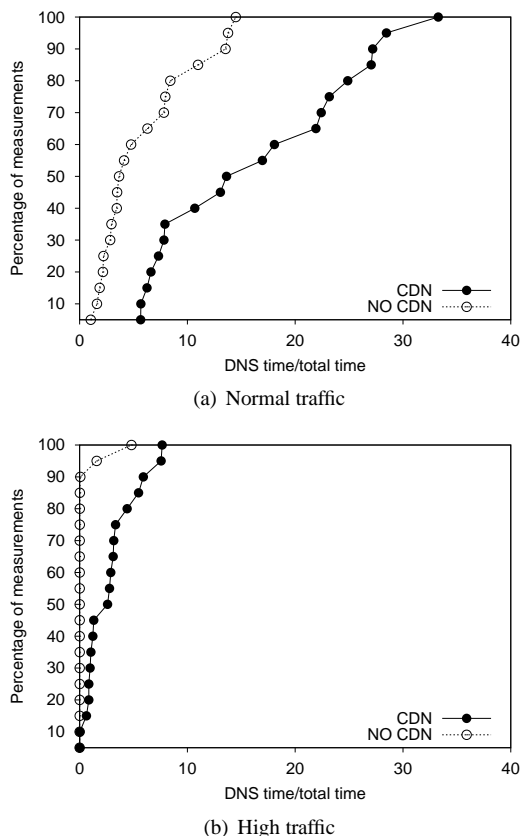 100
90
80
70
60
50
40
30
20
10
Percentage of measurements
CDN
NO CDN
0 10 20 30 40
DNS time/total time
(a) Normal traffic
100
90
80
70
60
50
40
30
20
10
Percentage of measurements
CDN
NO CDN
0 10 20 30 40
DNS time/total time
(b) High traffic